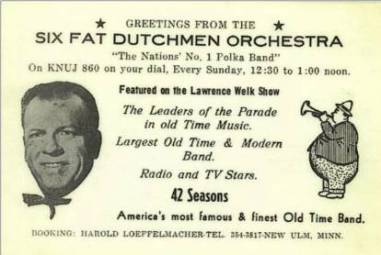 ★ GREETINGS FROM THE ★
SIX FAT DUTCHMEN ORCHESTRA
"The Nations' No. 1 Polka Band"
On KNUJ 860 on your dial, Every Sunday, 12:30 to 1:00 noon.
Featured on the Lawrence Welk Show
The Leaders of the Parade
in old Time Music.
Largest Old Time & Modern
Band.
Radio and TV Stars.
42 Seasons
America's most famous & finest Old Time Band.
BOOKING: HAROLD LOEFFELMACHER-TEL. 354-3817-NEW ULM, MINN.